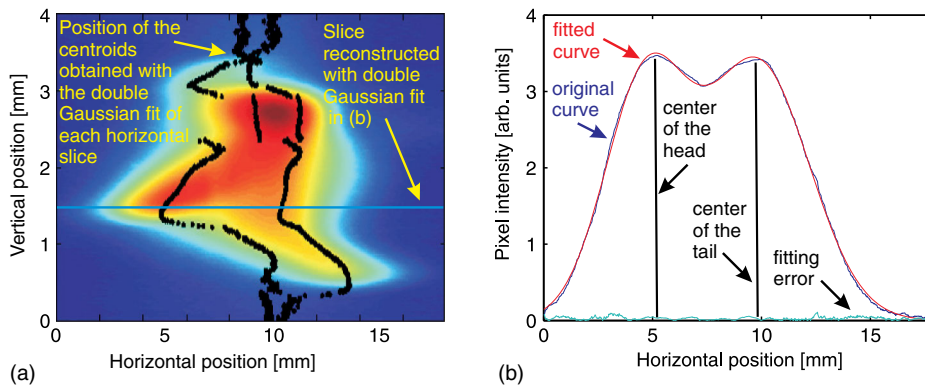 Position of the
centroids
obtained with
the double
Gaussian fit of
each horizontal
slice
Slice
reconstructed
with double
Gaussian fit
in (b)
Vertical position [mm]
4
3
2
1
0
0
5
10
15
Horizontal position [mm]
(a)
fitted
curve
original
curve
center
of the
head
center
of the
tail
fitting
error
Pixel intensity [arb. units]
4
3
2
1
0
0
5
10
15
Horizontal position [mm]
(b)